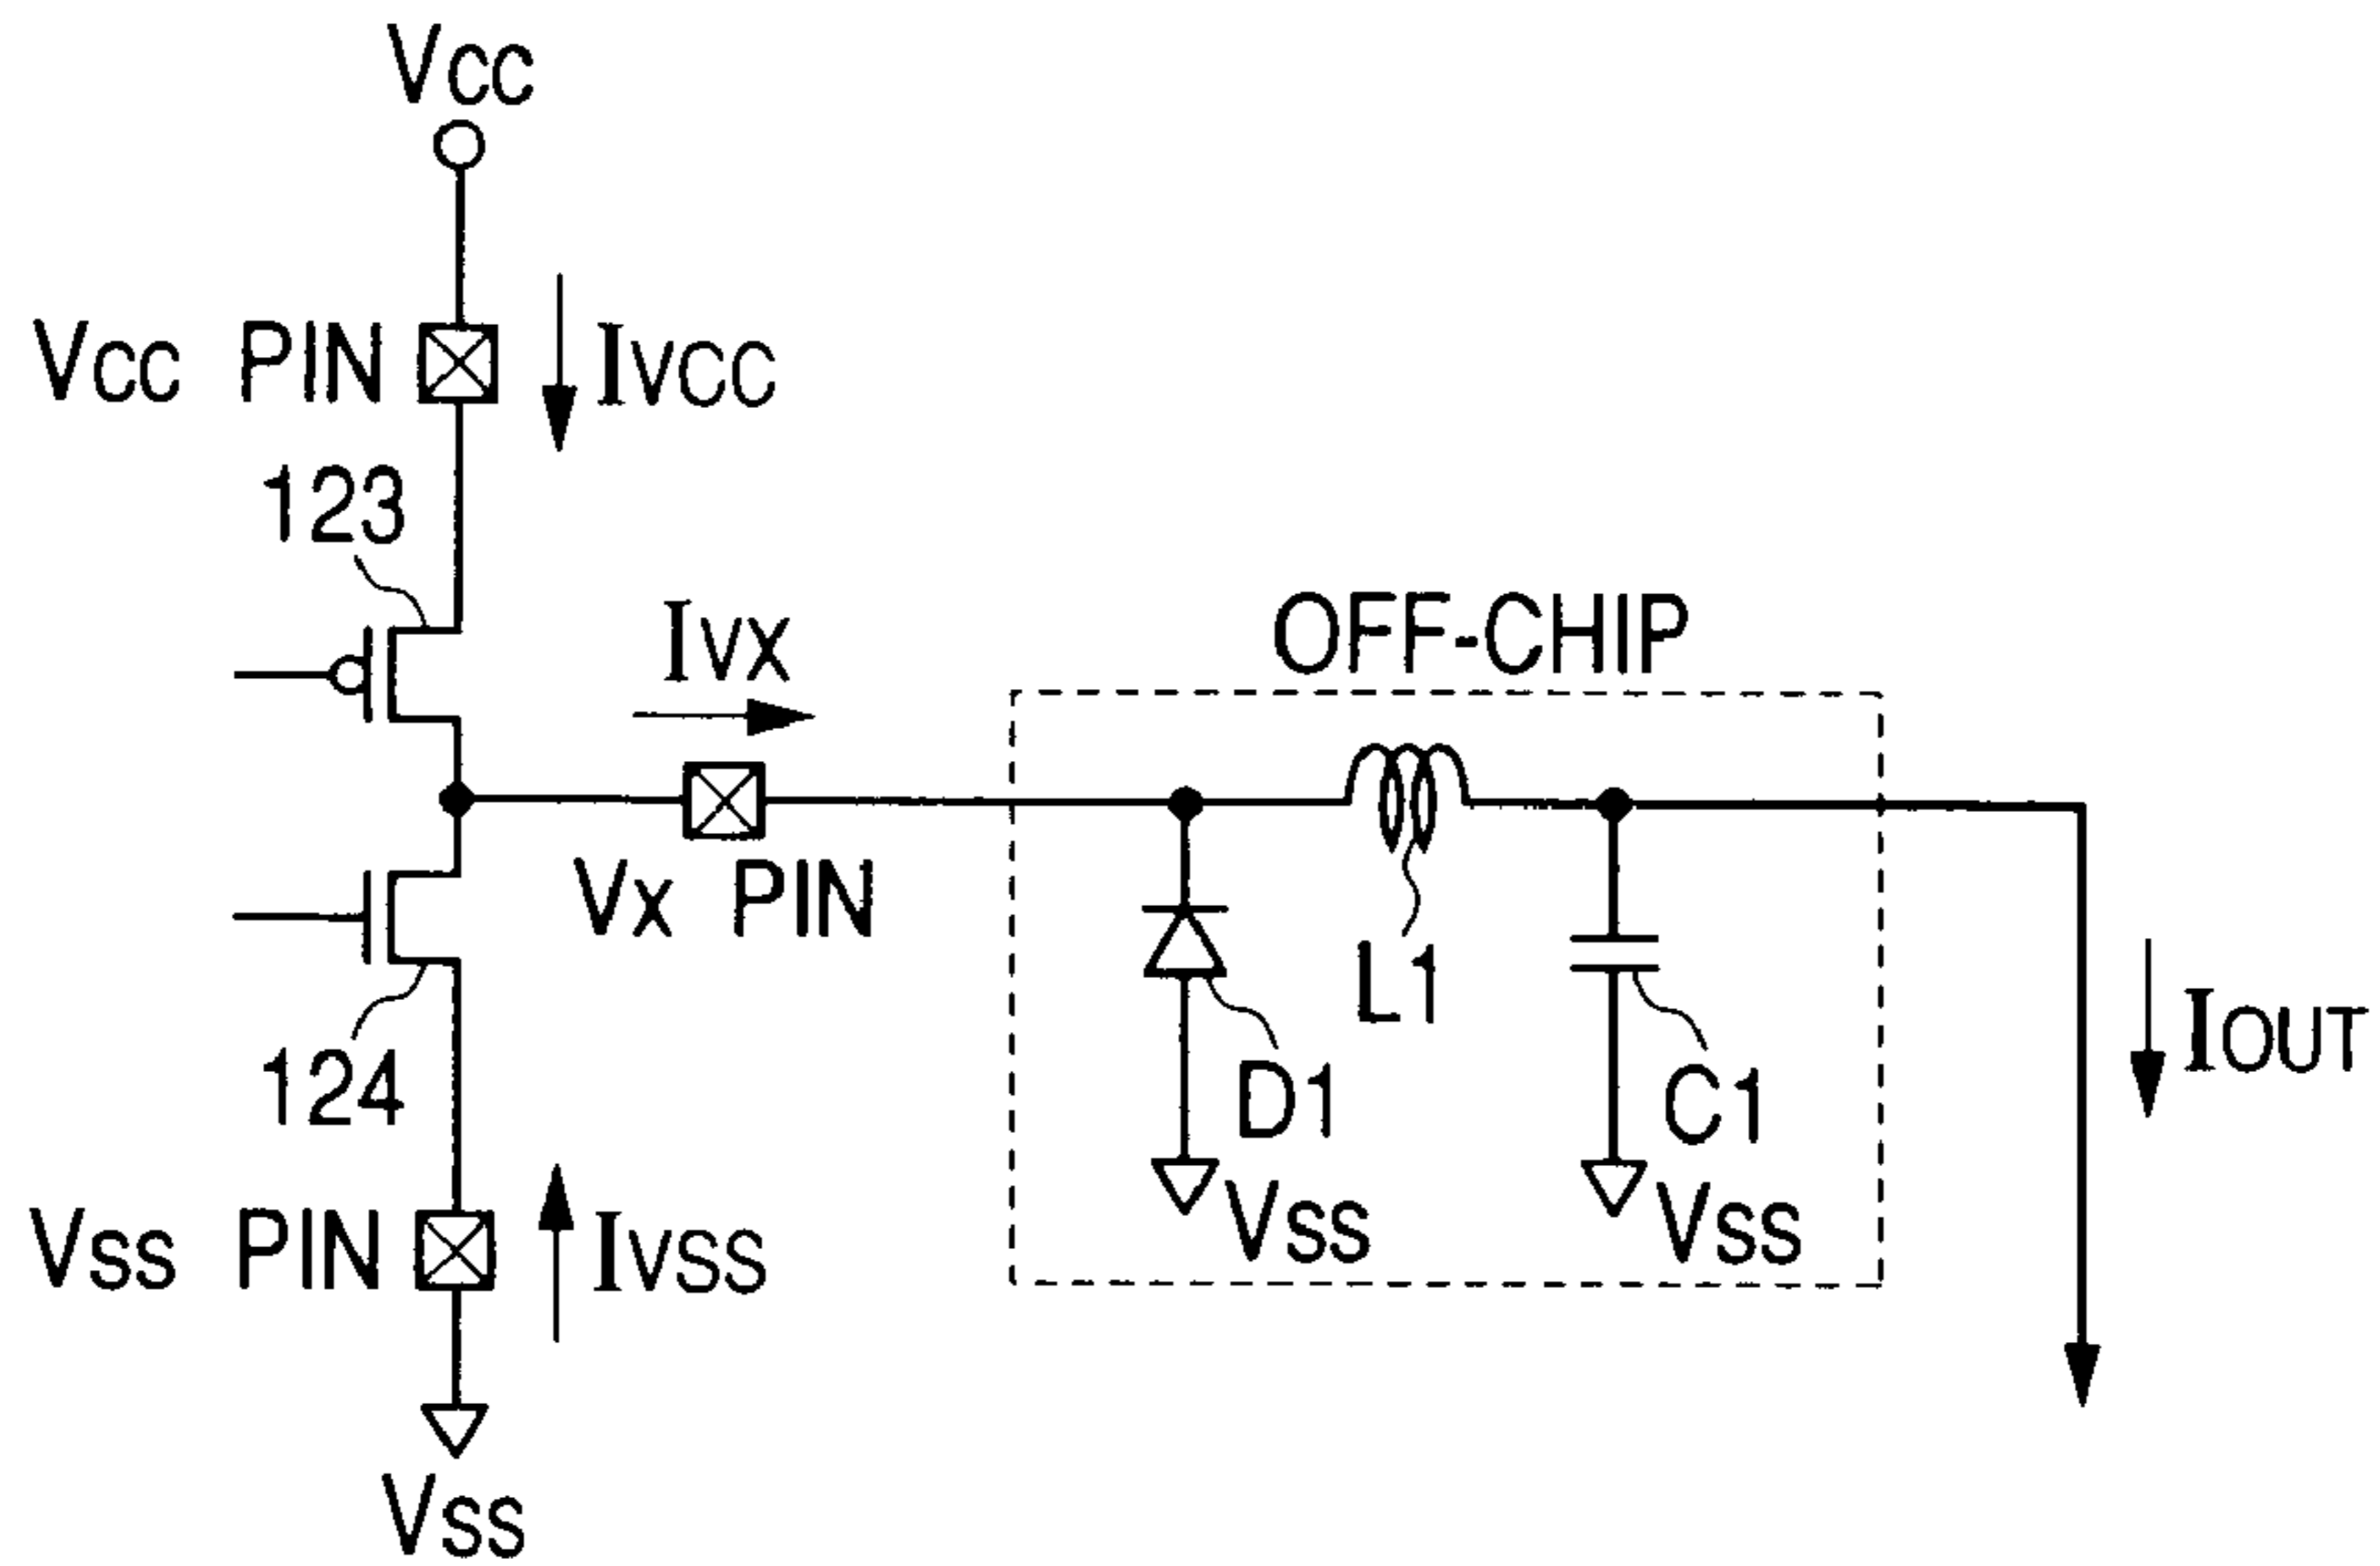 Vcc
Vcc PIN
IVCC
123
IVX
OFF-CHIP
Vx PIN
L1
IOUT
124
D1
C1
Vss PIN
IVSS
Vss
Vss
Vss